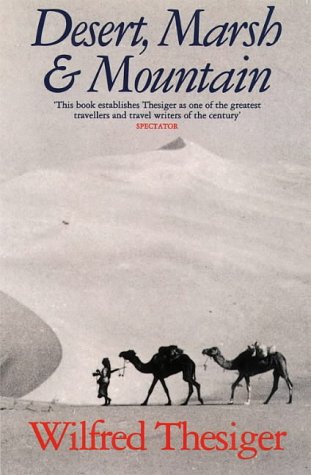 Desert, Marsh
& Mountain
'This book establishes Thesiger as one of the greatest
travellers and travel writers of the century'
SPECTATOR
Wilfred Thesiger